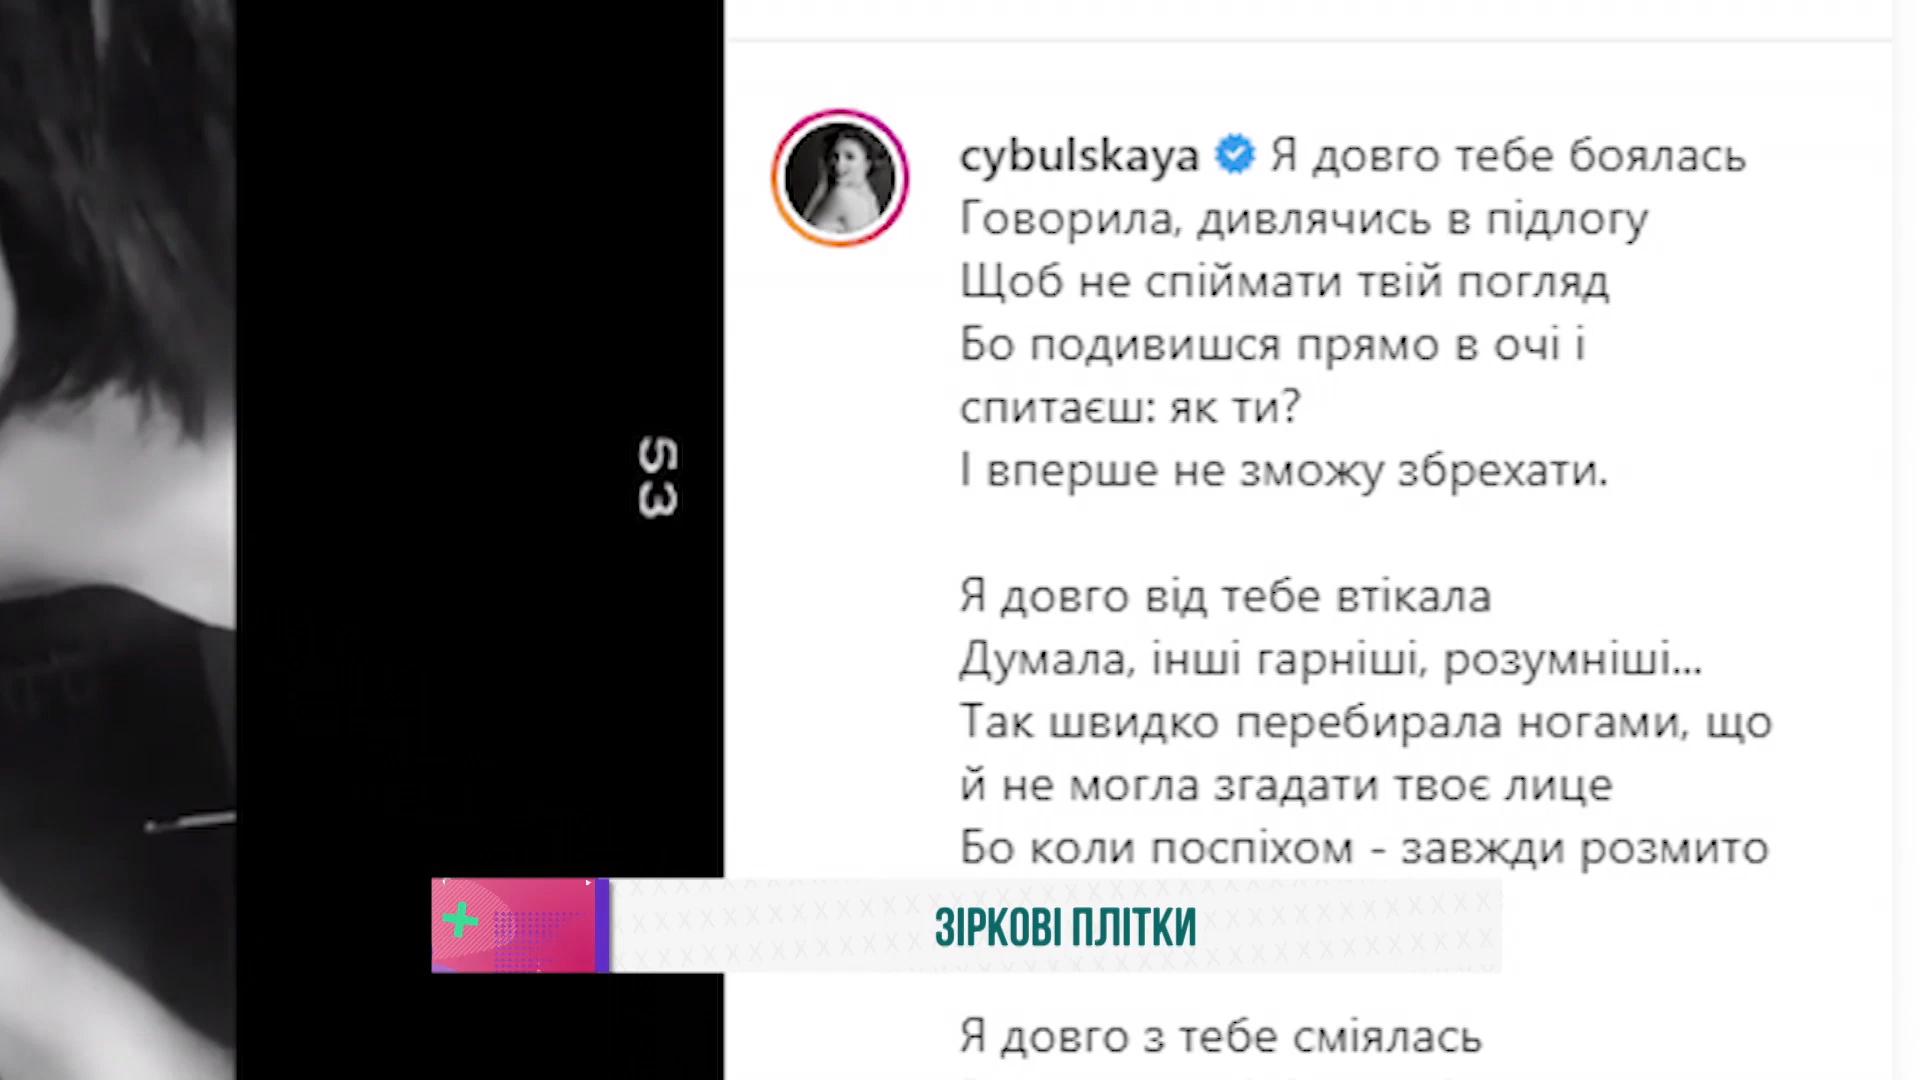 cybulskaya Я довго тебе боялась
Говорила, дивлячись в підлогу
Щоб не спіймати твій погляд
Бо подивишся прямо в очі і
спитаєш: як ти?
І вперше не зможу збрехати.
Я довго від тебе втікала
Думала, інші гарніші, розумніші...
Так швидко перебирала ногами, що
й не могла згадати твоє лице
Бо коли поспіхом - завжди розмито
Я довго з тебе сміялась
53
ЗІРКОВІ ПЛІТКИ